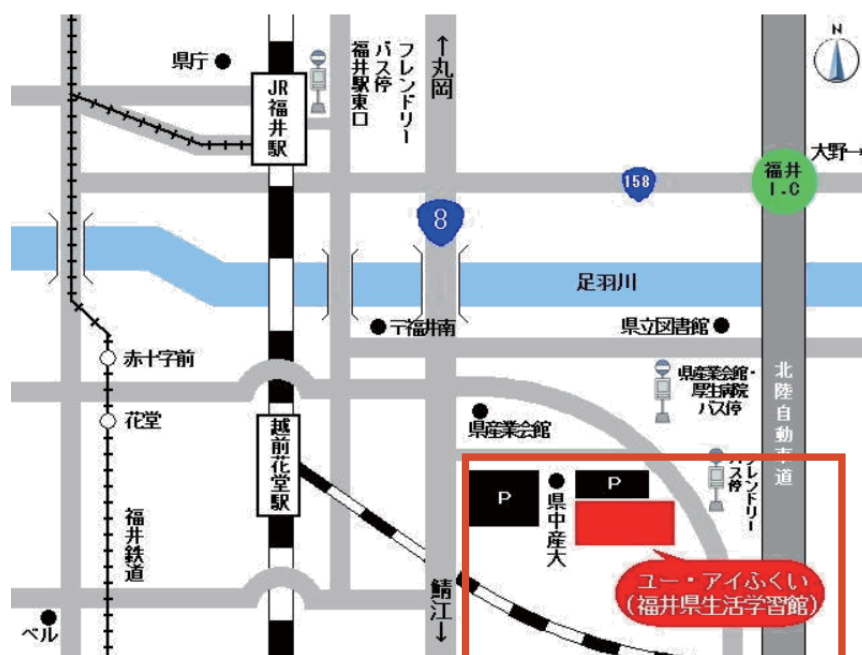 県庁
JR福井駅
福井駅東口
バス停
フレンドリー
↑丸岡
N
大野→
福井
I.C
158
8
足羽川
〒福井南
県立図書館
赤十字前
花堂
越前花堂駅
県産業会館
県産業会館・
厚生病院
バス停
北陸自動車道
フレンドリー
バス停
P
P
県中産大
福井鉄道
ユー・アイふくい
(福井県生活学習館)
鯖江↓
ベル